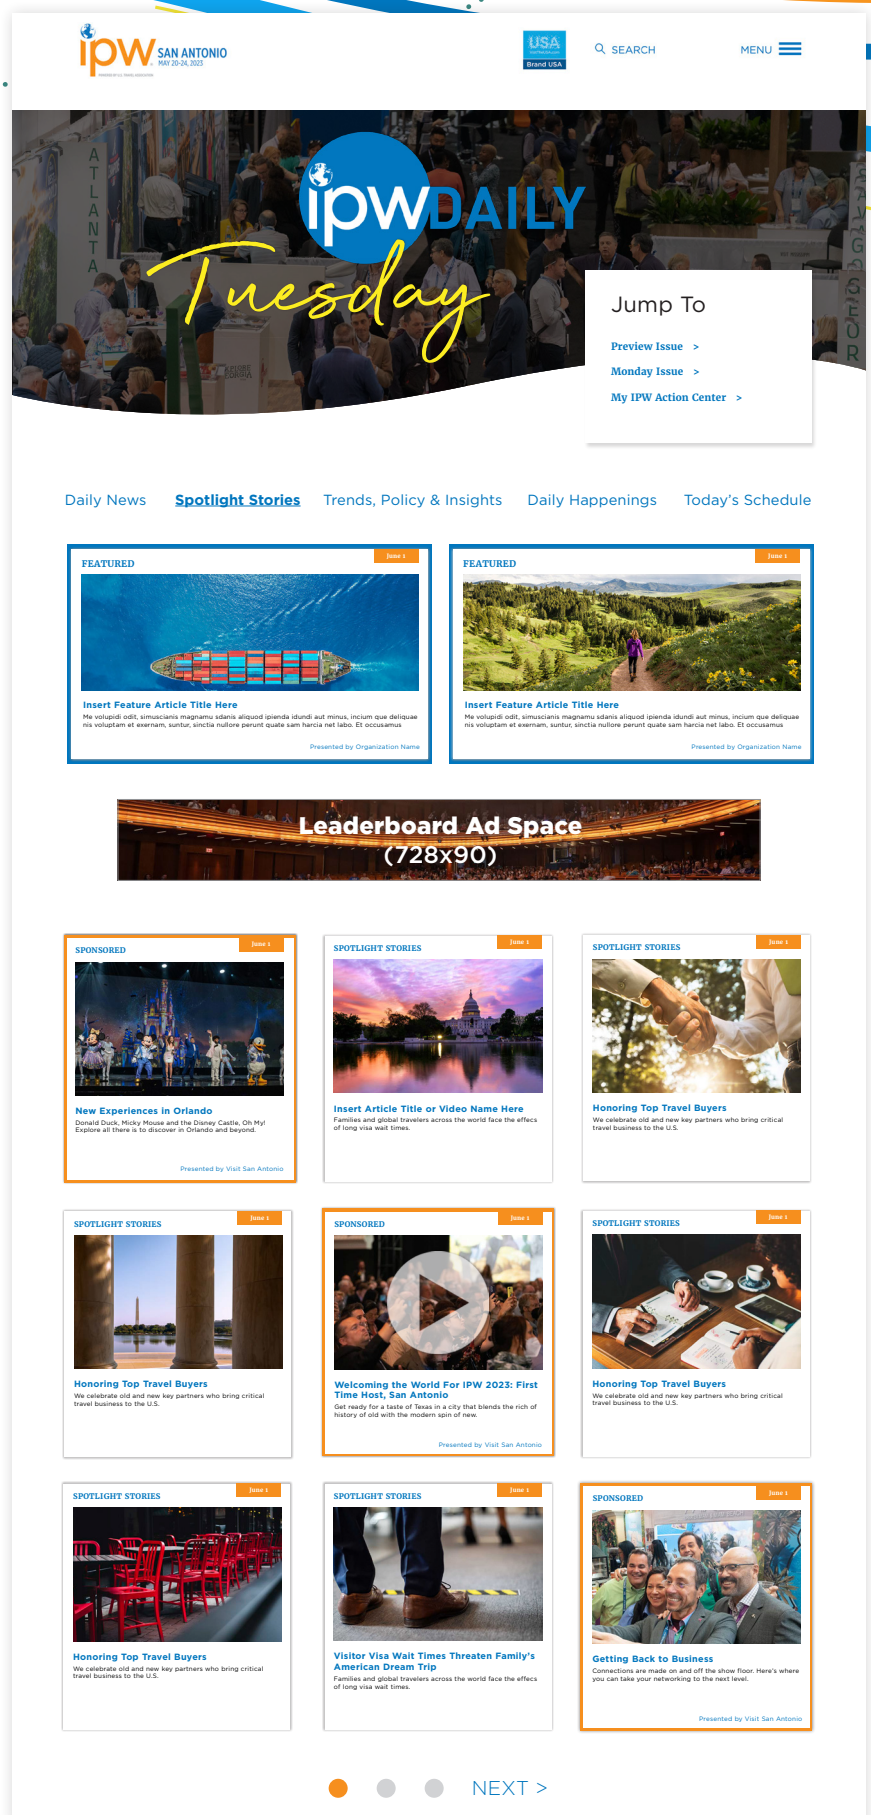 ipw SAN ANTONIO
MAY 20-24, 2023
USA
Brand USA
SEARCH
MENU
ATLANTA
ipw DAILY
Tuesday
Jump To
Preview Issue >
Monday Issue >
My IPW Action Center >
Daily News Spotlight Stories Trends, Policy & Insights Daily Happenings Today's Schedule
FEATURED
June 1
Insert Feature Article Title Here
Me volupidi odit, simuscianis magnamu sdanis aliquod ipienda idundi aut minus, incium que deliquae
nis voluptam et exernam, suntur, sinctia nullore perunt quate sam harcia net labo. Et occusamus
Presented by Organization Name
FEATURED
June 1
Insert Feature Article Title Here
Me volupidi odit, simuscianis magnamu sdanis aliquod ipienda idundi aut minus, incium que deliquae
nis voluptam et exernam, suntur, sinctia nullore perunt quate sam harcia net labo. Et occusamus
Presented by Organization Name
Leaderboard Ad Space
(728x90)
SPONSORED
June 1
New Experiences in Orlando
Donald Duck, Micky Mouse and the Disney Castle, Oh My!
Explore all there is to discover in Orlando and beyond.
Presented by Visit San Antonio
SPOTLIGHT STORIES
June 1
Insert Article Title or Video Name Here
Families and global travelers across the world face the effecs
of long visa wait times.
SPOTLIGHT STORIES
June 1
Honoring Top Travel Buyers
We celebrate old and new key partners who bring critical
travel business to the U.S.
SPOTLIGHT STORIES
June 1
Honoring Top Travel Buyers
We celebrate old and new key partners who bring critical
travel business to the U.S.
SPONSORED
June 1
Welcoming the World For IPW 2023: First
Time Host, San Antonio
Get ready for a taste of Texas in a city that blends the rich of
history of old with the modern spin of new.
Presented by Visit San Antonio
SPOTLIGHT STORIES
June 1
Honoring Top Travel Buyers
We celebrate old and new key partners who bring critical
travel business to the U.S.
SPOTLIGHT STORIES
June 1
Honoring Top Travel Buyers
We celebrate old and new key partners who bring critical
travel business to the U.S.
SPOTLIGHT STORIES
June 1
Visitor Visa Wait Times Threaten Family's
American Dream Trip
Families and global travelers across the world face the effecs
of long visa wait times.
SPONSORED
June 1
Getting Back to Business
Connections are made on and off the show floor. Here's where
you can take your networking to the next level.
Presented by Visit San Antonio
NEXT >